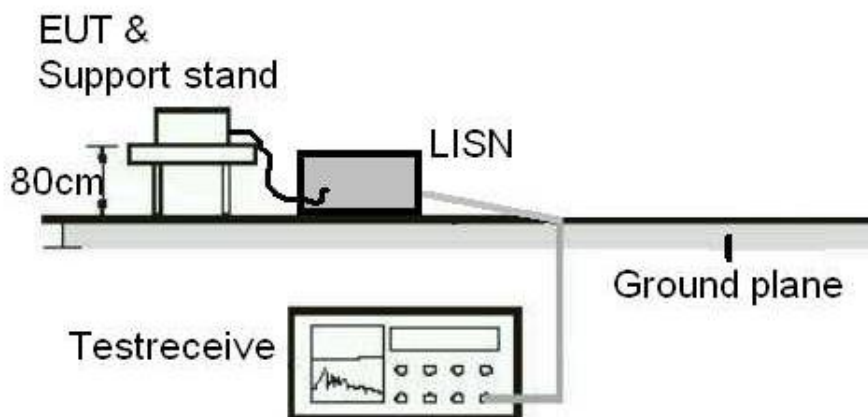 EUT &
Support stand
LISN
80cm
Ground plane
Testreceive